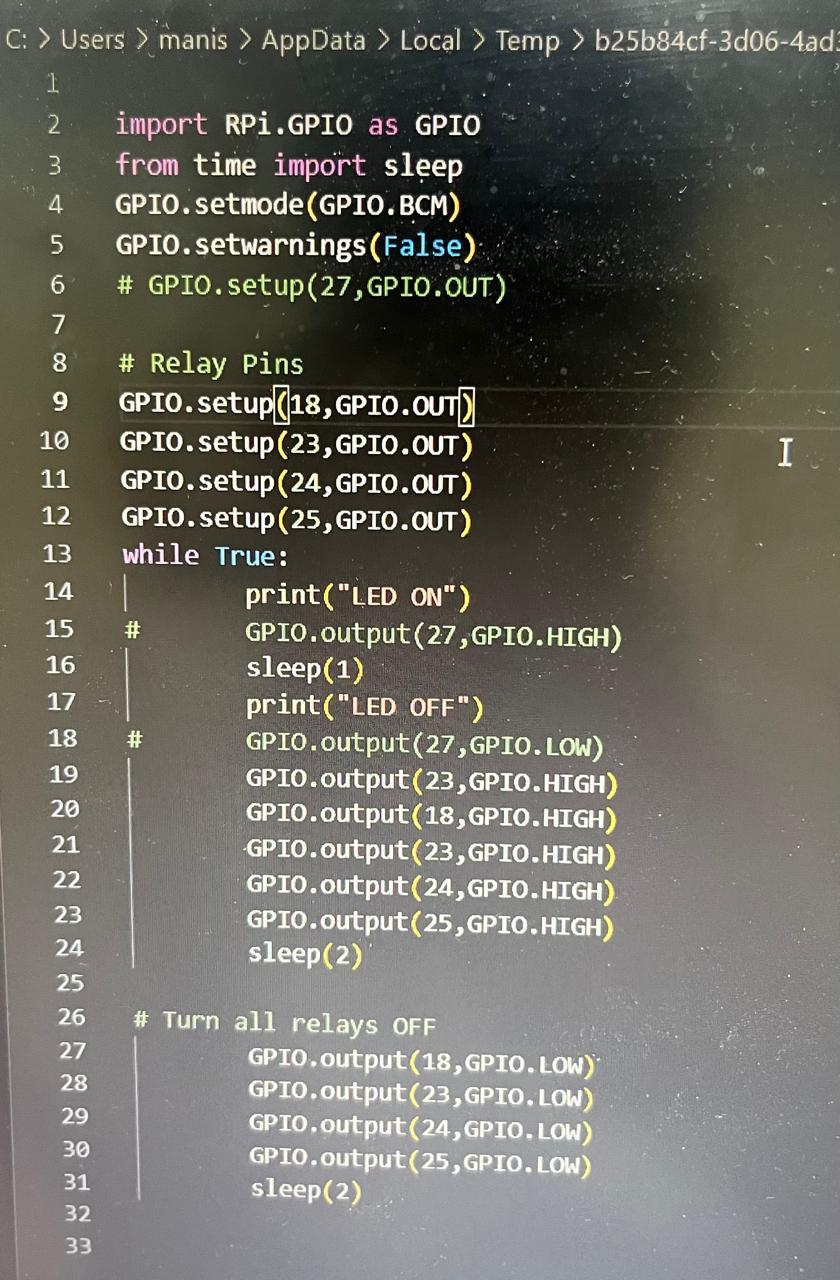 C: > Users > manis > AppData > Local > Temp > b25b84cf-3d06-4ad
1
2 import RPi.GPIO as GPIO
3 from time import sleep
4 GPIO.setmode(GPIO.BCM)
5 GPIO.setwarnings(False)
6 # GPIO.setup(27,GPIO.OUT)
7
8 # Relay Pins
9 GPIO.setup(18,GPIO.OUT)
10 GPIO.setup(23,GPIO.OUT)
11 GPIO.setup(24,GPIO.OUT)
12 GPIO.setup(25,GPIO.OUT)
13 while True:
14         print("LED ON")
15 #       GPIO.output(27,GPIO.HIGH)
16         sleep(1)
17         print("LED OFF")
18 #       GPIO.output(27,GPIO.LOW)
19         GPIO.output(23,GPIO.HIGH)
20         GPIO.output(18,GPIO.HIGH)
21         GPIO.output(23,GPIO.HIGH)
22         GPIO.output(24,GPIO.HIGH)
23         GPIO.output(25,GPIO.HIGH)
24         sleep(2)
25
26 # Turn all relays OFF
27         GPIO.output(18,GPIO.LOW)
28         GPIO.output(23,GPIO.LOW)
29         GPIO.output(24,GPIO.LOW)
30         GPIO.output(25,GPIO.LOW)
31         sleep(2)
32
33